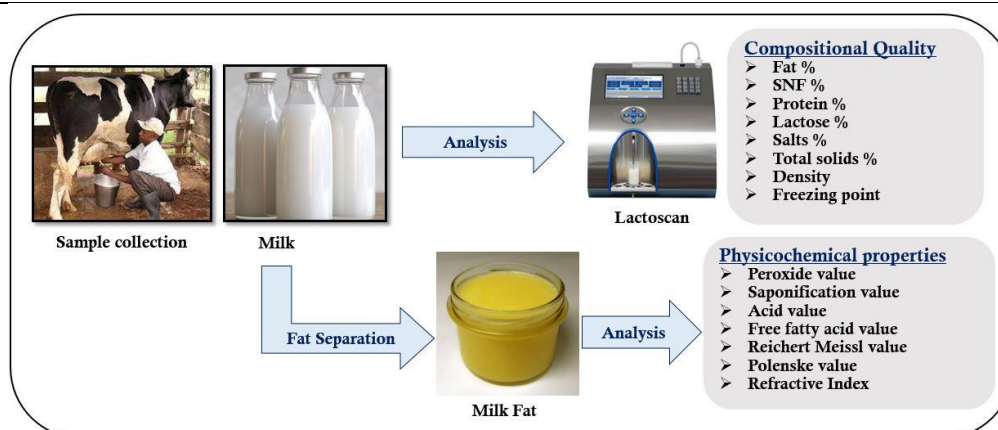 Sample collection
Milk
Analysis
Lactoscan
Compositional Quality
➢ Fat %
➢ SNF %
➢ Protein %
➢ Lactose %
➢ Salts %
➢ Total solids %
➢ Density
➢ Freezing point
Fat Separation
Milk Fat
Analysis
Physicochemical properties
➢ Peroxide value
➢ Saponification value
➢ Acid value
➢ Free fatty acid value
➢ Reichert Meissl value
➢ Polenske value
➢ Refractive Index